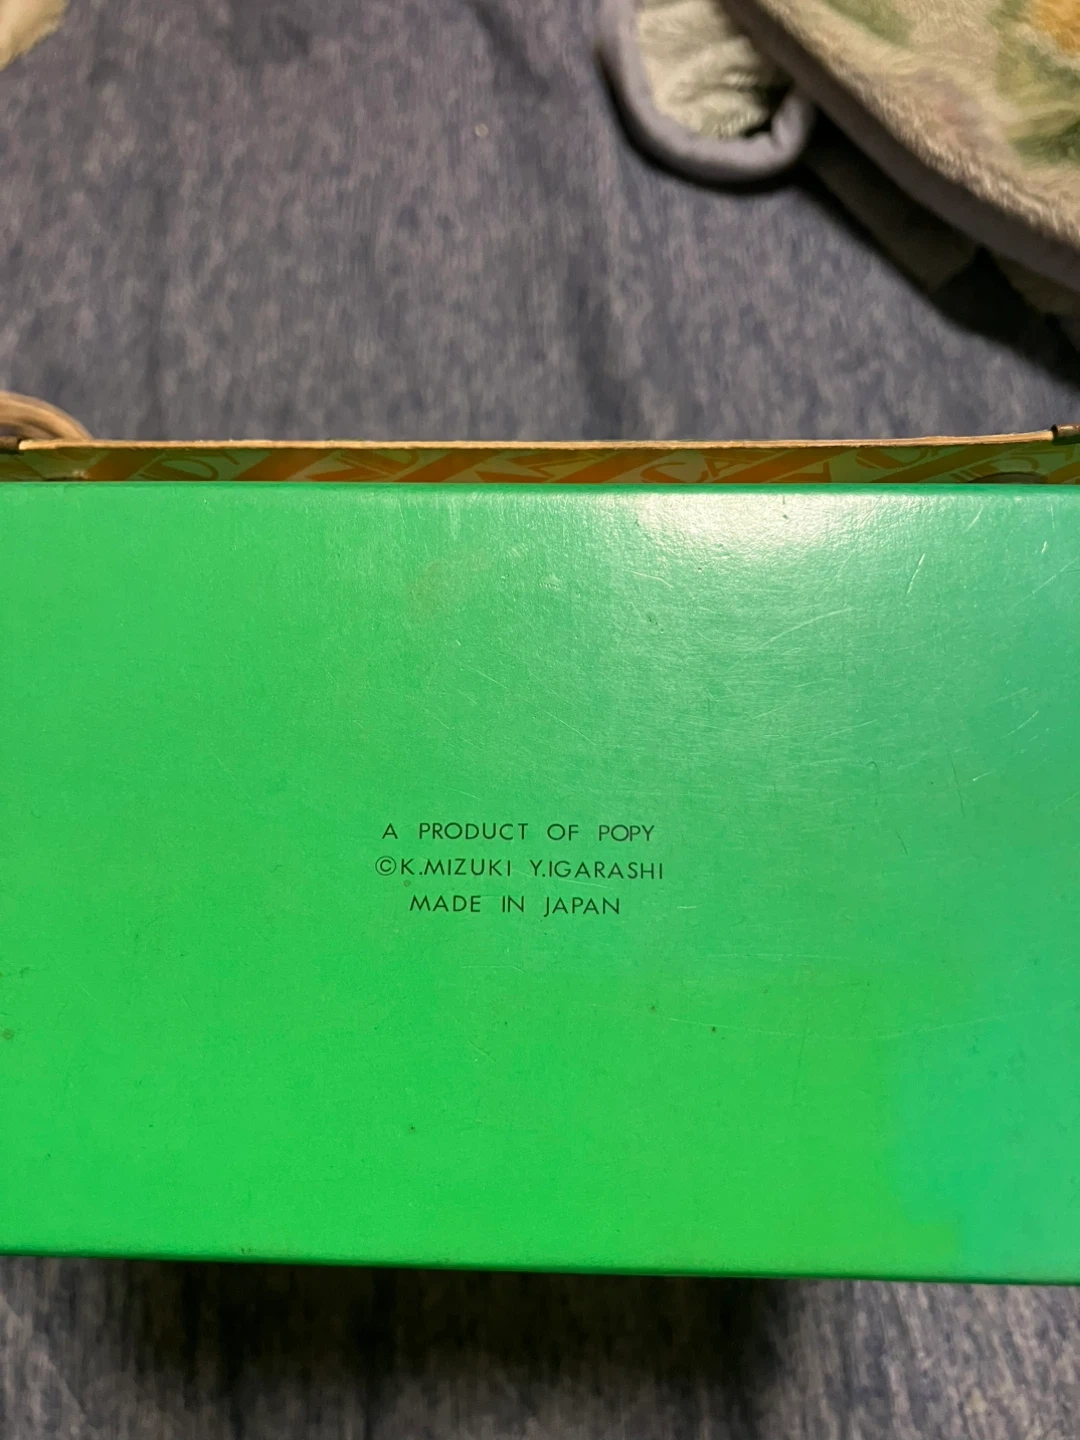 A PRODUCT OF POPY
©K.MIZUKI Y.IGARASHI
MADE IN JAPAN